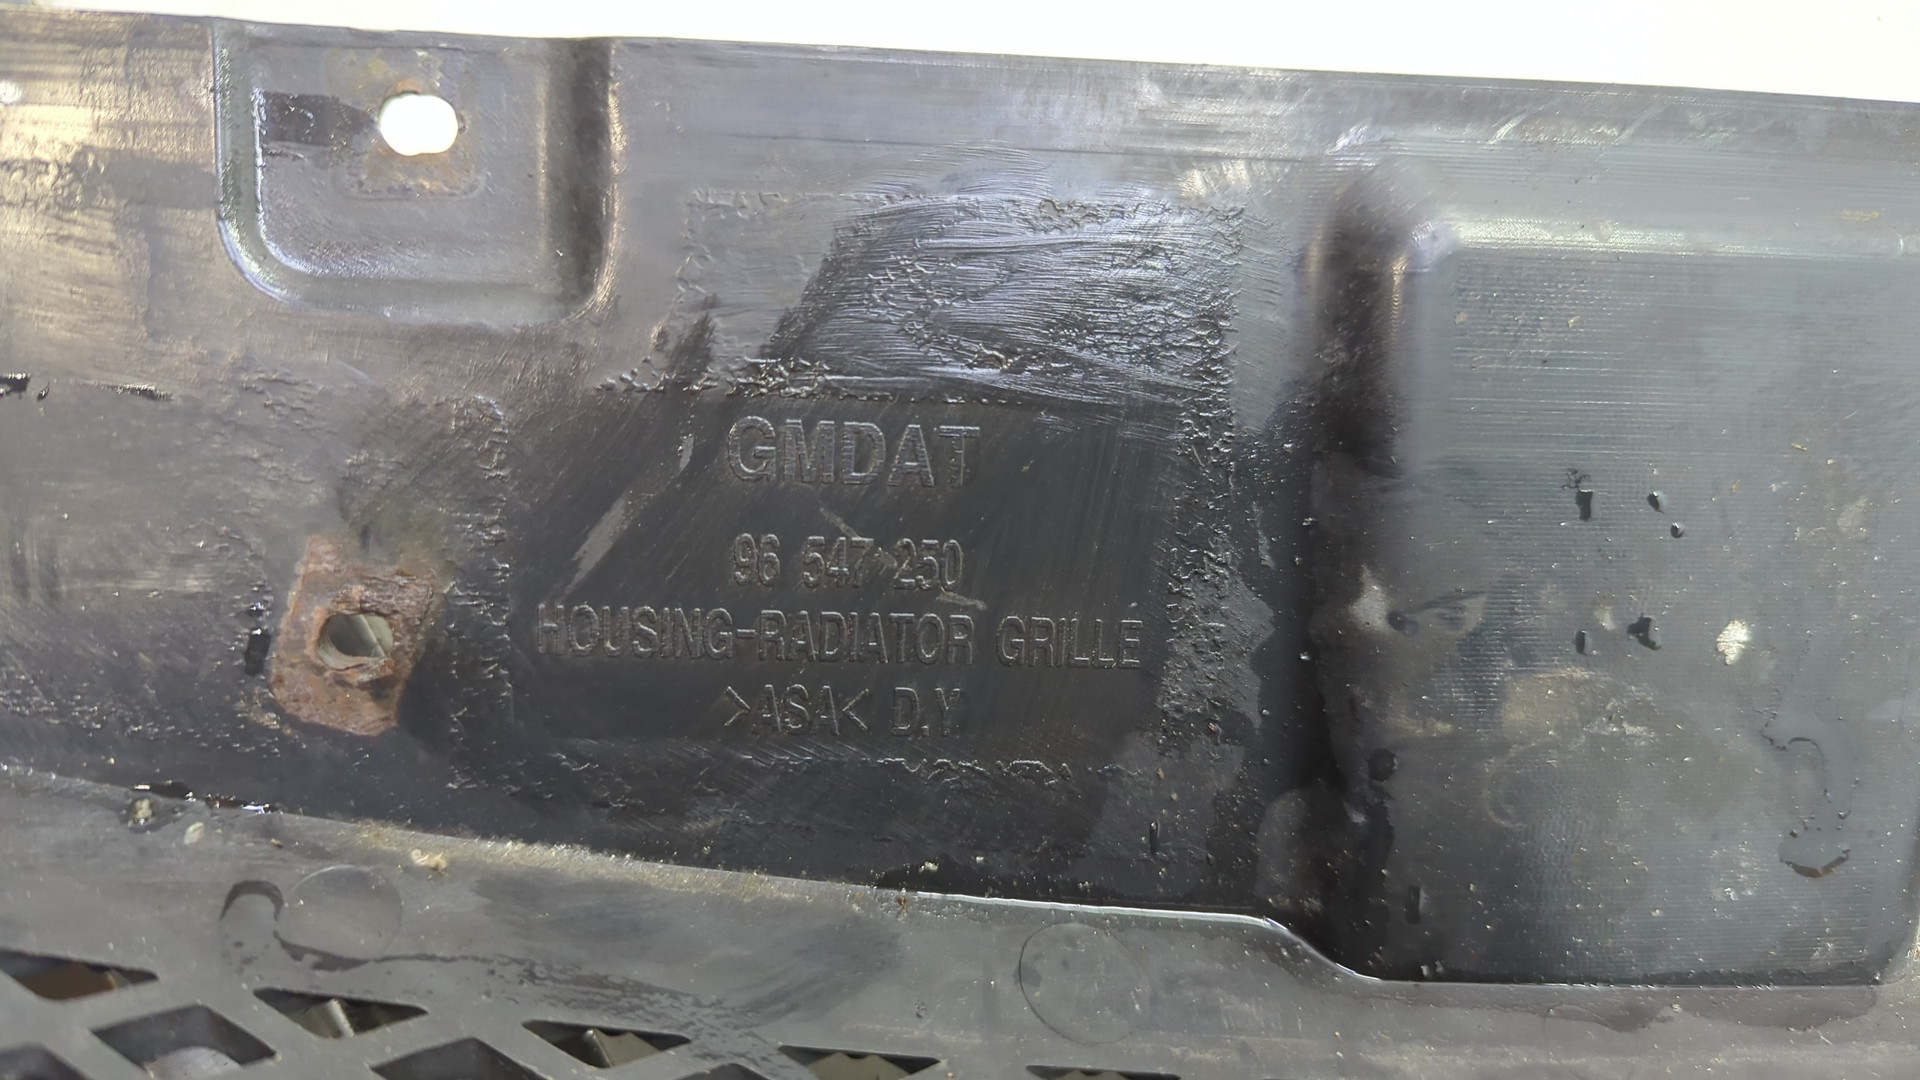 GMDAT
96 547 250
HOUSING-RADIATOR GRILLE
>ASA< D.Y